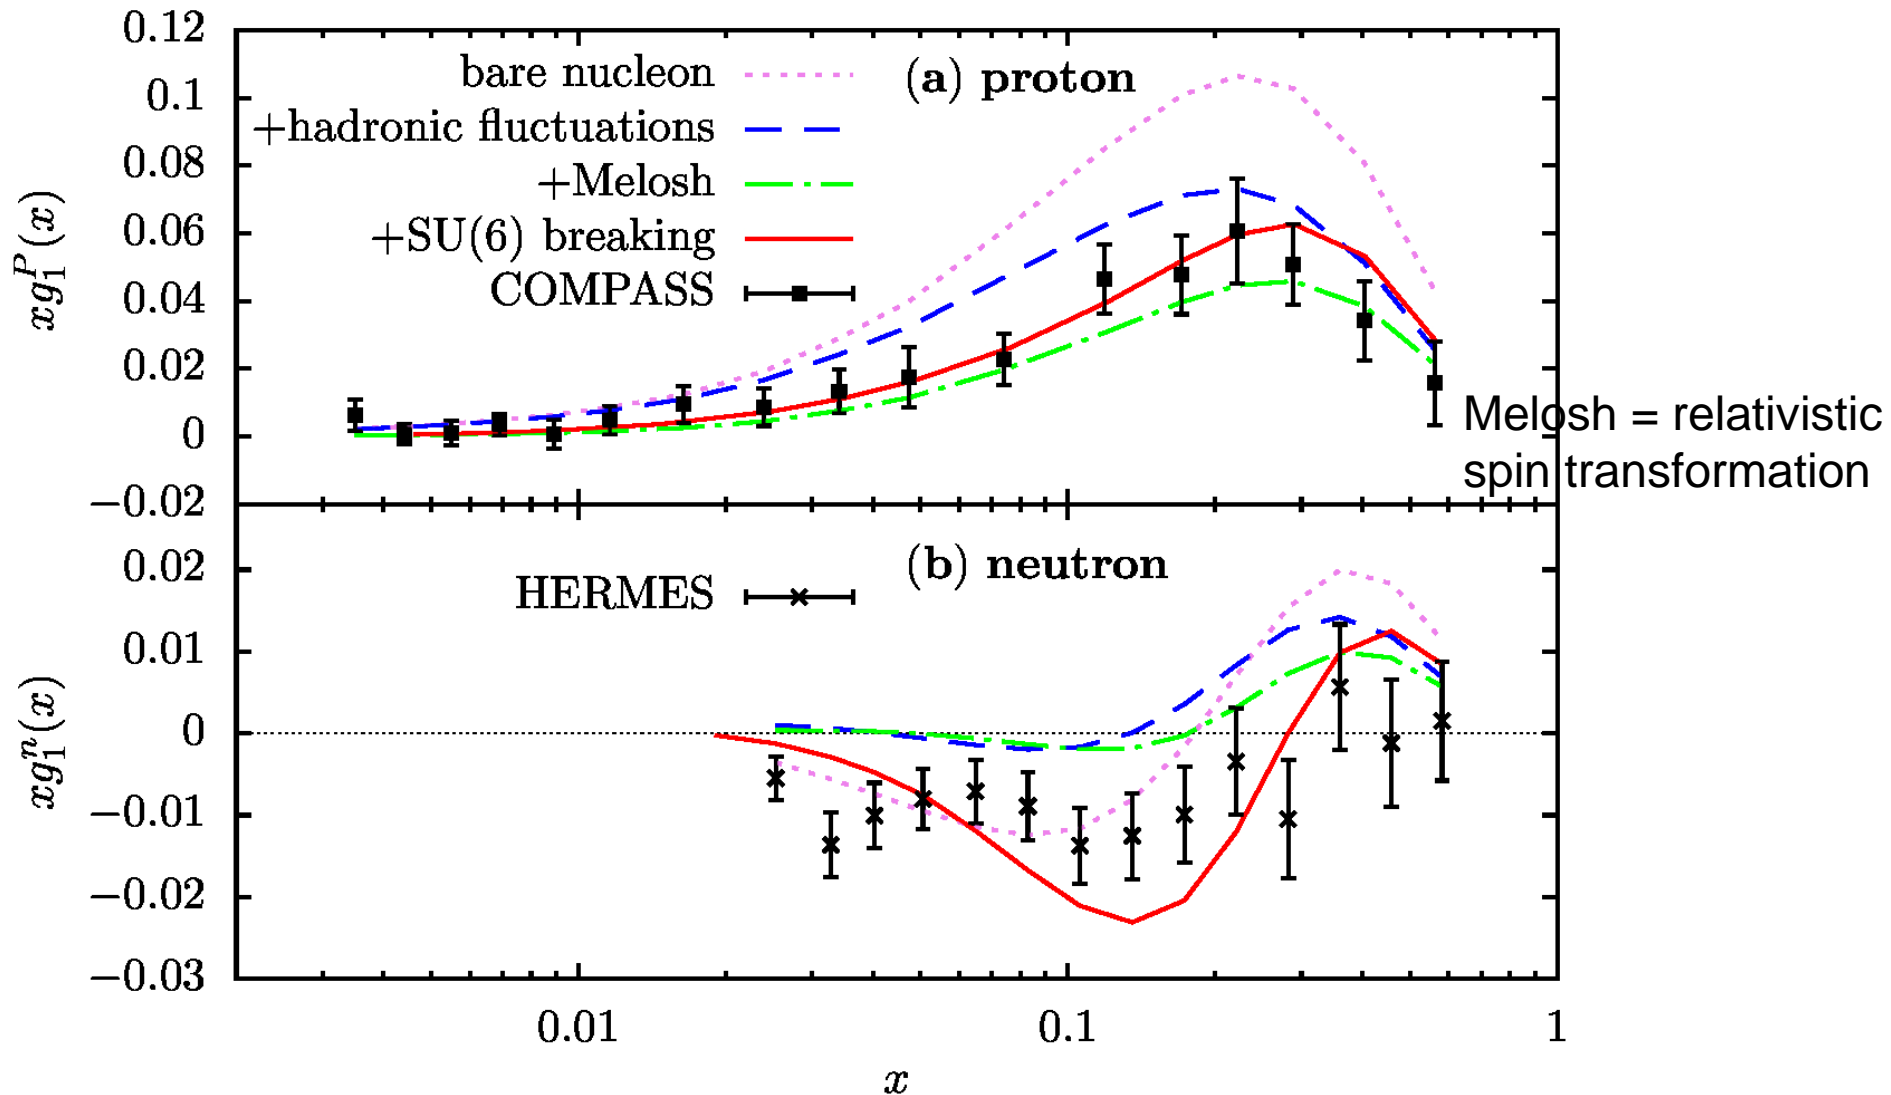 0.12
0.1
0.08
0.06
0.04
0.02
0
−0.02
xg₁ᴾ(x)
bare nucleon
+hadronic fluctuations
+Melosh
+SU(6) breaking
COMPASS
(a) proton
Melosh = relativistic
spin transformation
0.02
0.01
0
−0.01
−0.02
−0.03
xg₁ⁿ(x)
HERMES
(b) neutron
0.01
0.1
1
x